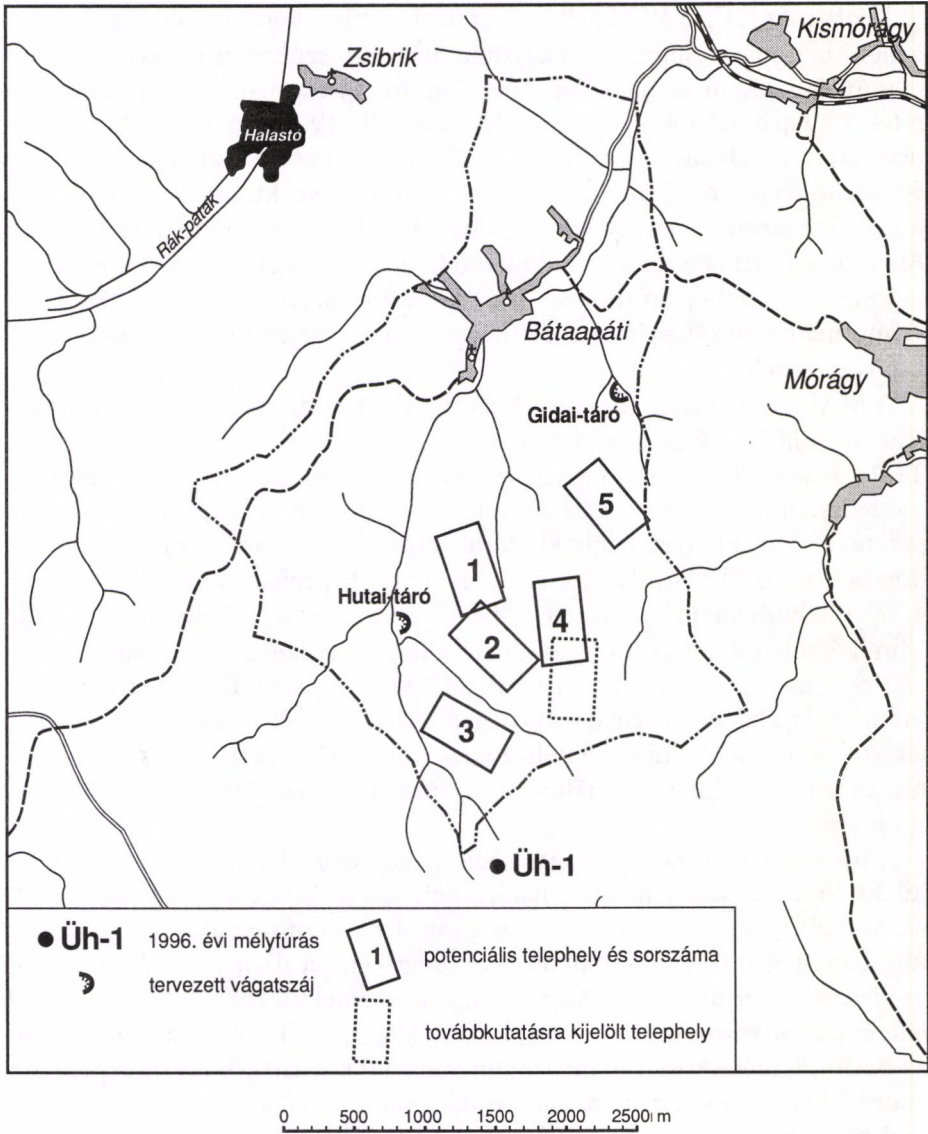 Kismórágy
Zsibrik
Halastó
Rák-patak
Bátaapáti
Mórágy
Gidai-táró
5
1
Hutai-táró
4
2
3
Üh-1
Üh-1 1996. évi mélyfúrás
tervezett vágatszáj
1 potenciális telephely és sorszáma
továbbkutatásra kijelölt telephely
0 500 1000 1500 2000 2500 m